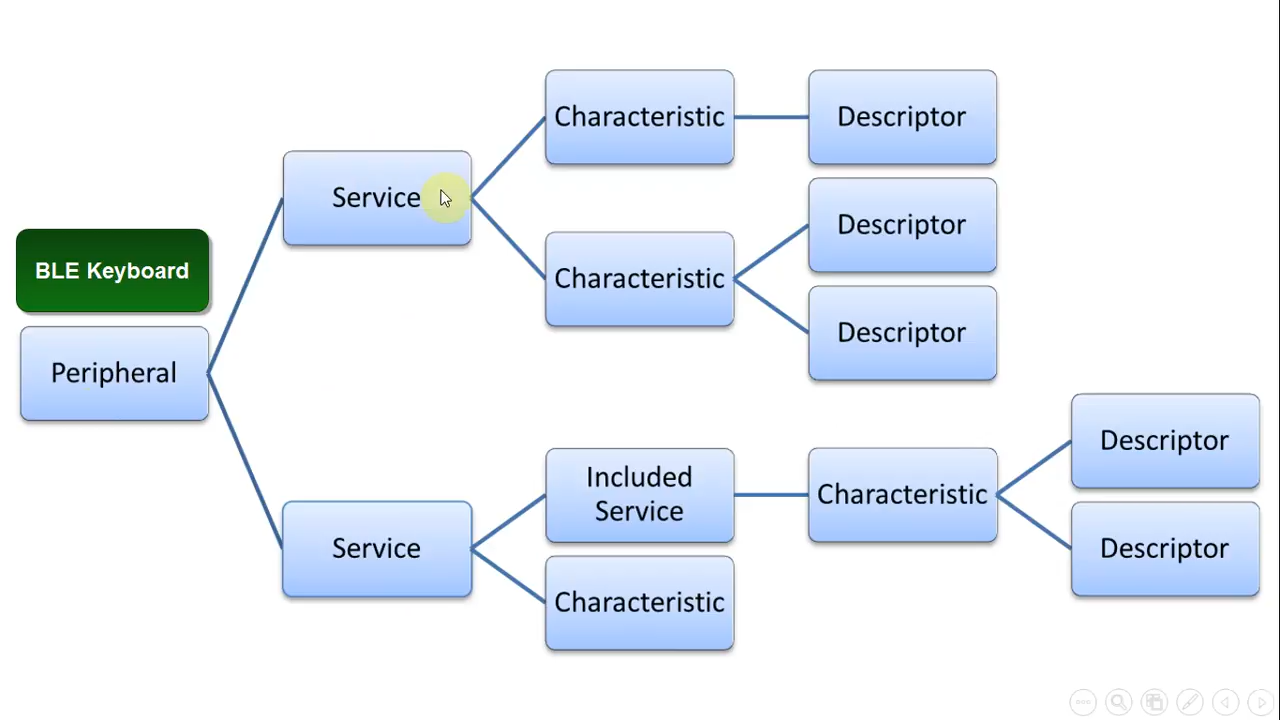 BLE Keyboard
Peripheral
Service
Characteristic
Descriptor
Characteristic
Descriptor
Descriptor
Service
Included
Service
Characteristic
Descriptor
Descriptor
Characteristic